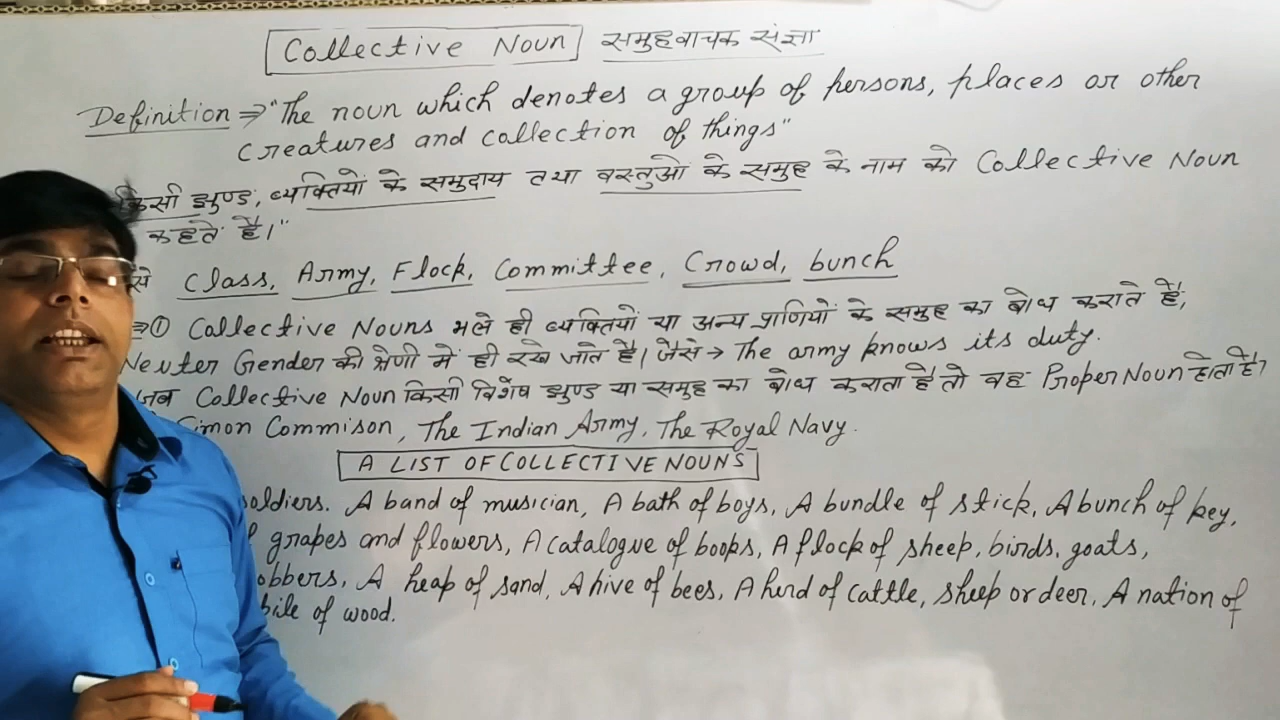 Collective Noun समुहवाचक संज्ञा
Definition ⇒ "The noun which denotes a group of persons, places or other
creatures and collection of things"
किसी झुण्ड, व्यक्तियों के समुदाय तथा वस्तुओ के समुह के नाम को Collective Noun
कहते है।"
से Class, Army, Flock, Committee, Crowd, bunch
⇒① Collective Nouns भले ही व्यक्तियों या अन्य प्राणियों के समुह का बोध कराते है,
Neuter Gender की श्रेणी में ही रखे जाते है। जैसे → The army knows its duty.
जब Collective Noun किसी विशेष झुण्ड या समुह का बोध कराता है तो वह Proper Noun होता है।
Simon Commison, The Indian Army, The Royal Navy.
A LIST OF COLLECTIVE NOUNS
soldiers. A band of musician, A bath of boys, A bundle of stick, A bunch of key,
grapes and flowers, A catalogue of books, A flock of sheep, birds, goats,
obbers, A heap of sand, A hive of bees, A herd of cattle, sheep or deer, A nation of
of wood.